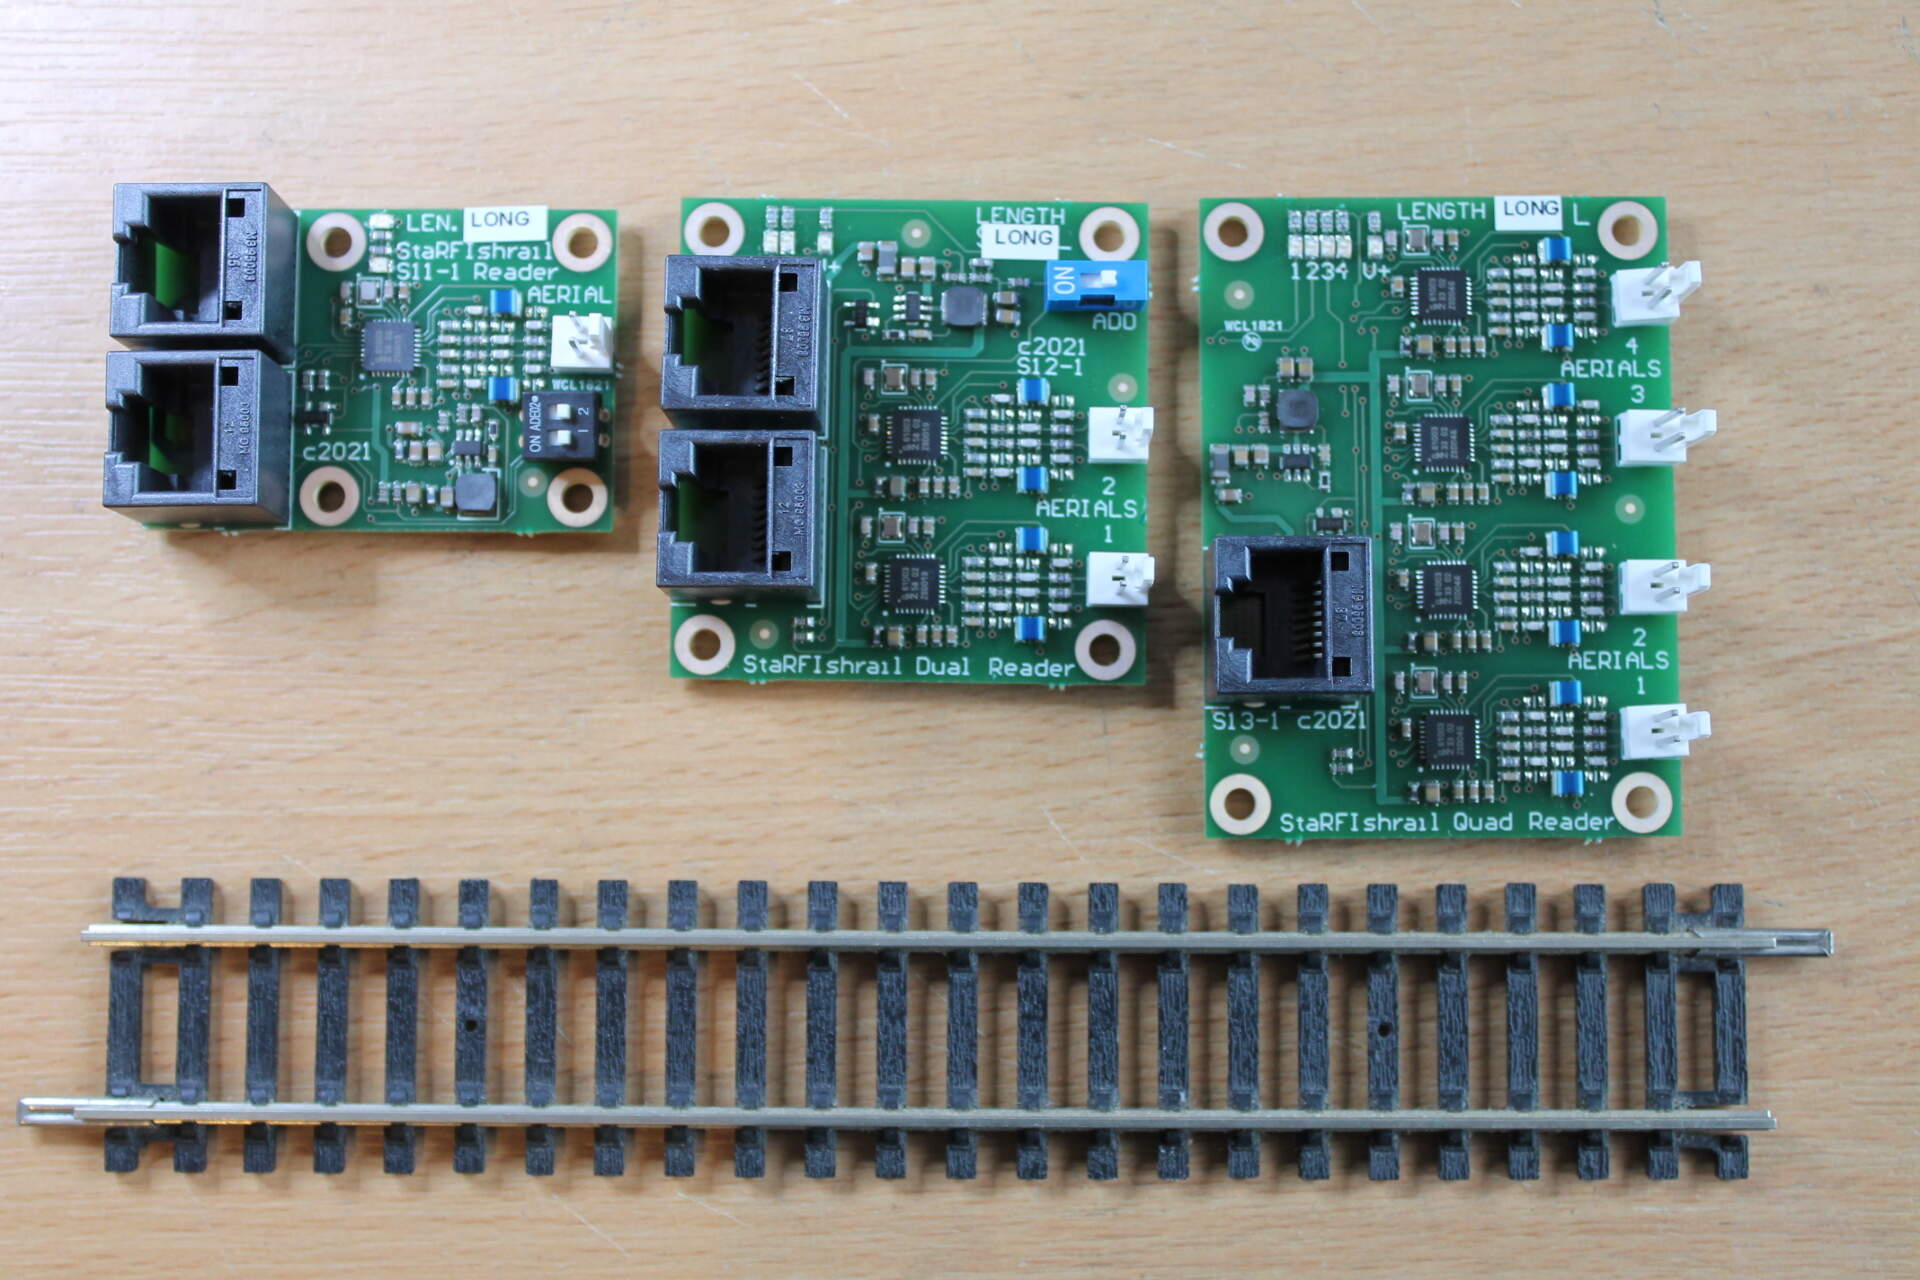 LEN. LONG
StaRFIshrail
S11-1 Reader
AERIAL
WCL1821
ON ADE02
1 2
c2021
LENGTH
LONG
ON
ADD
c2021
S12-1
2
AERIALS
1
StaRFIshrail Dual Reader
LENGTH LONG L
1234 V+
WCL1821
4
AERIALS
3
2
AERIALS
1
S13-1 c2021
StaRFIshrail Quad Reader